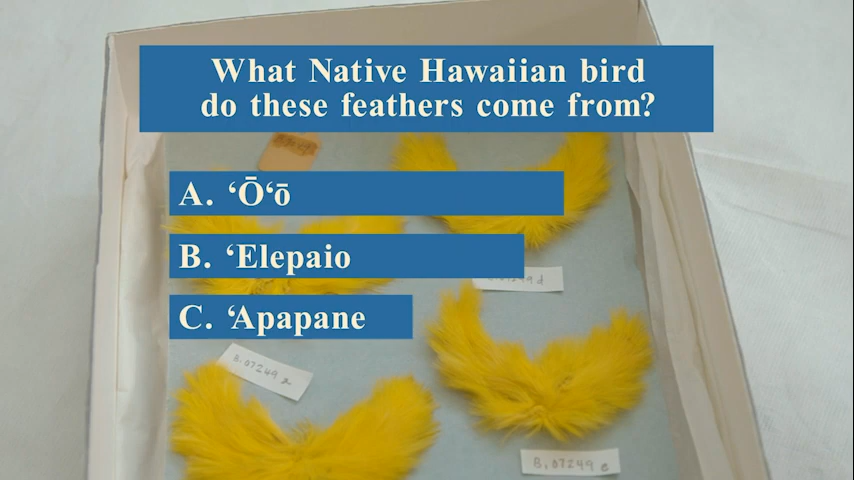 What Native Hawaiian bird
do these feathers come from?
A. ʻŌʻō
B. ʻElepaio
C. ʻApapane
B.07249 e